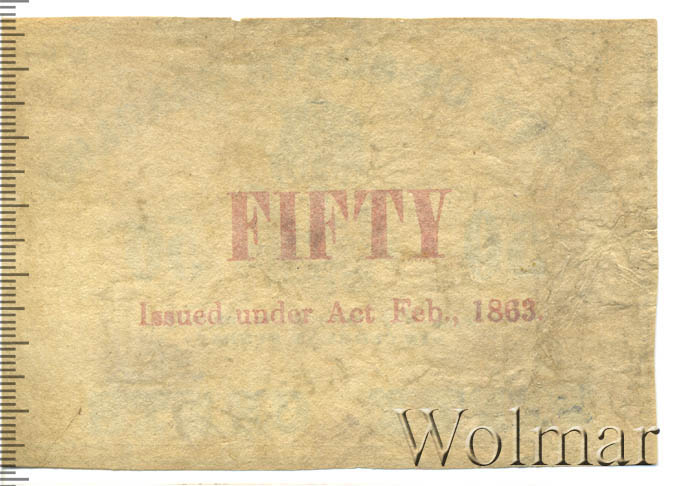 FIFTY
Issued under Act Feb., 1863.
Wolmar